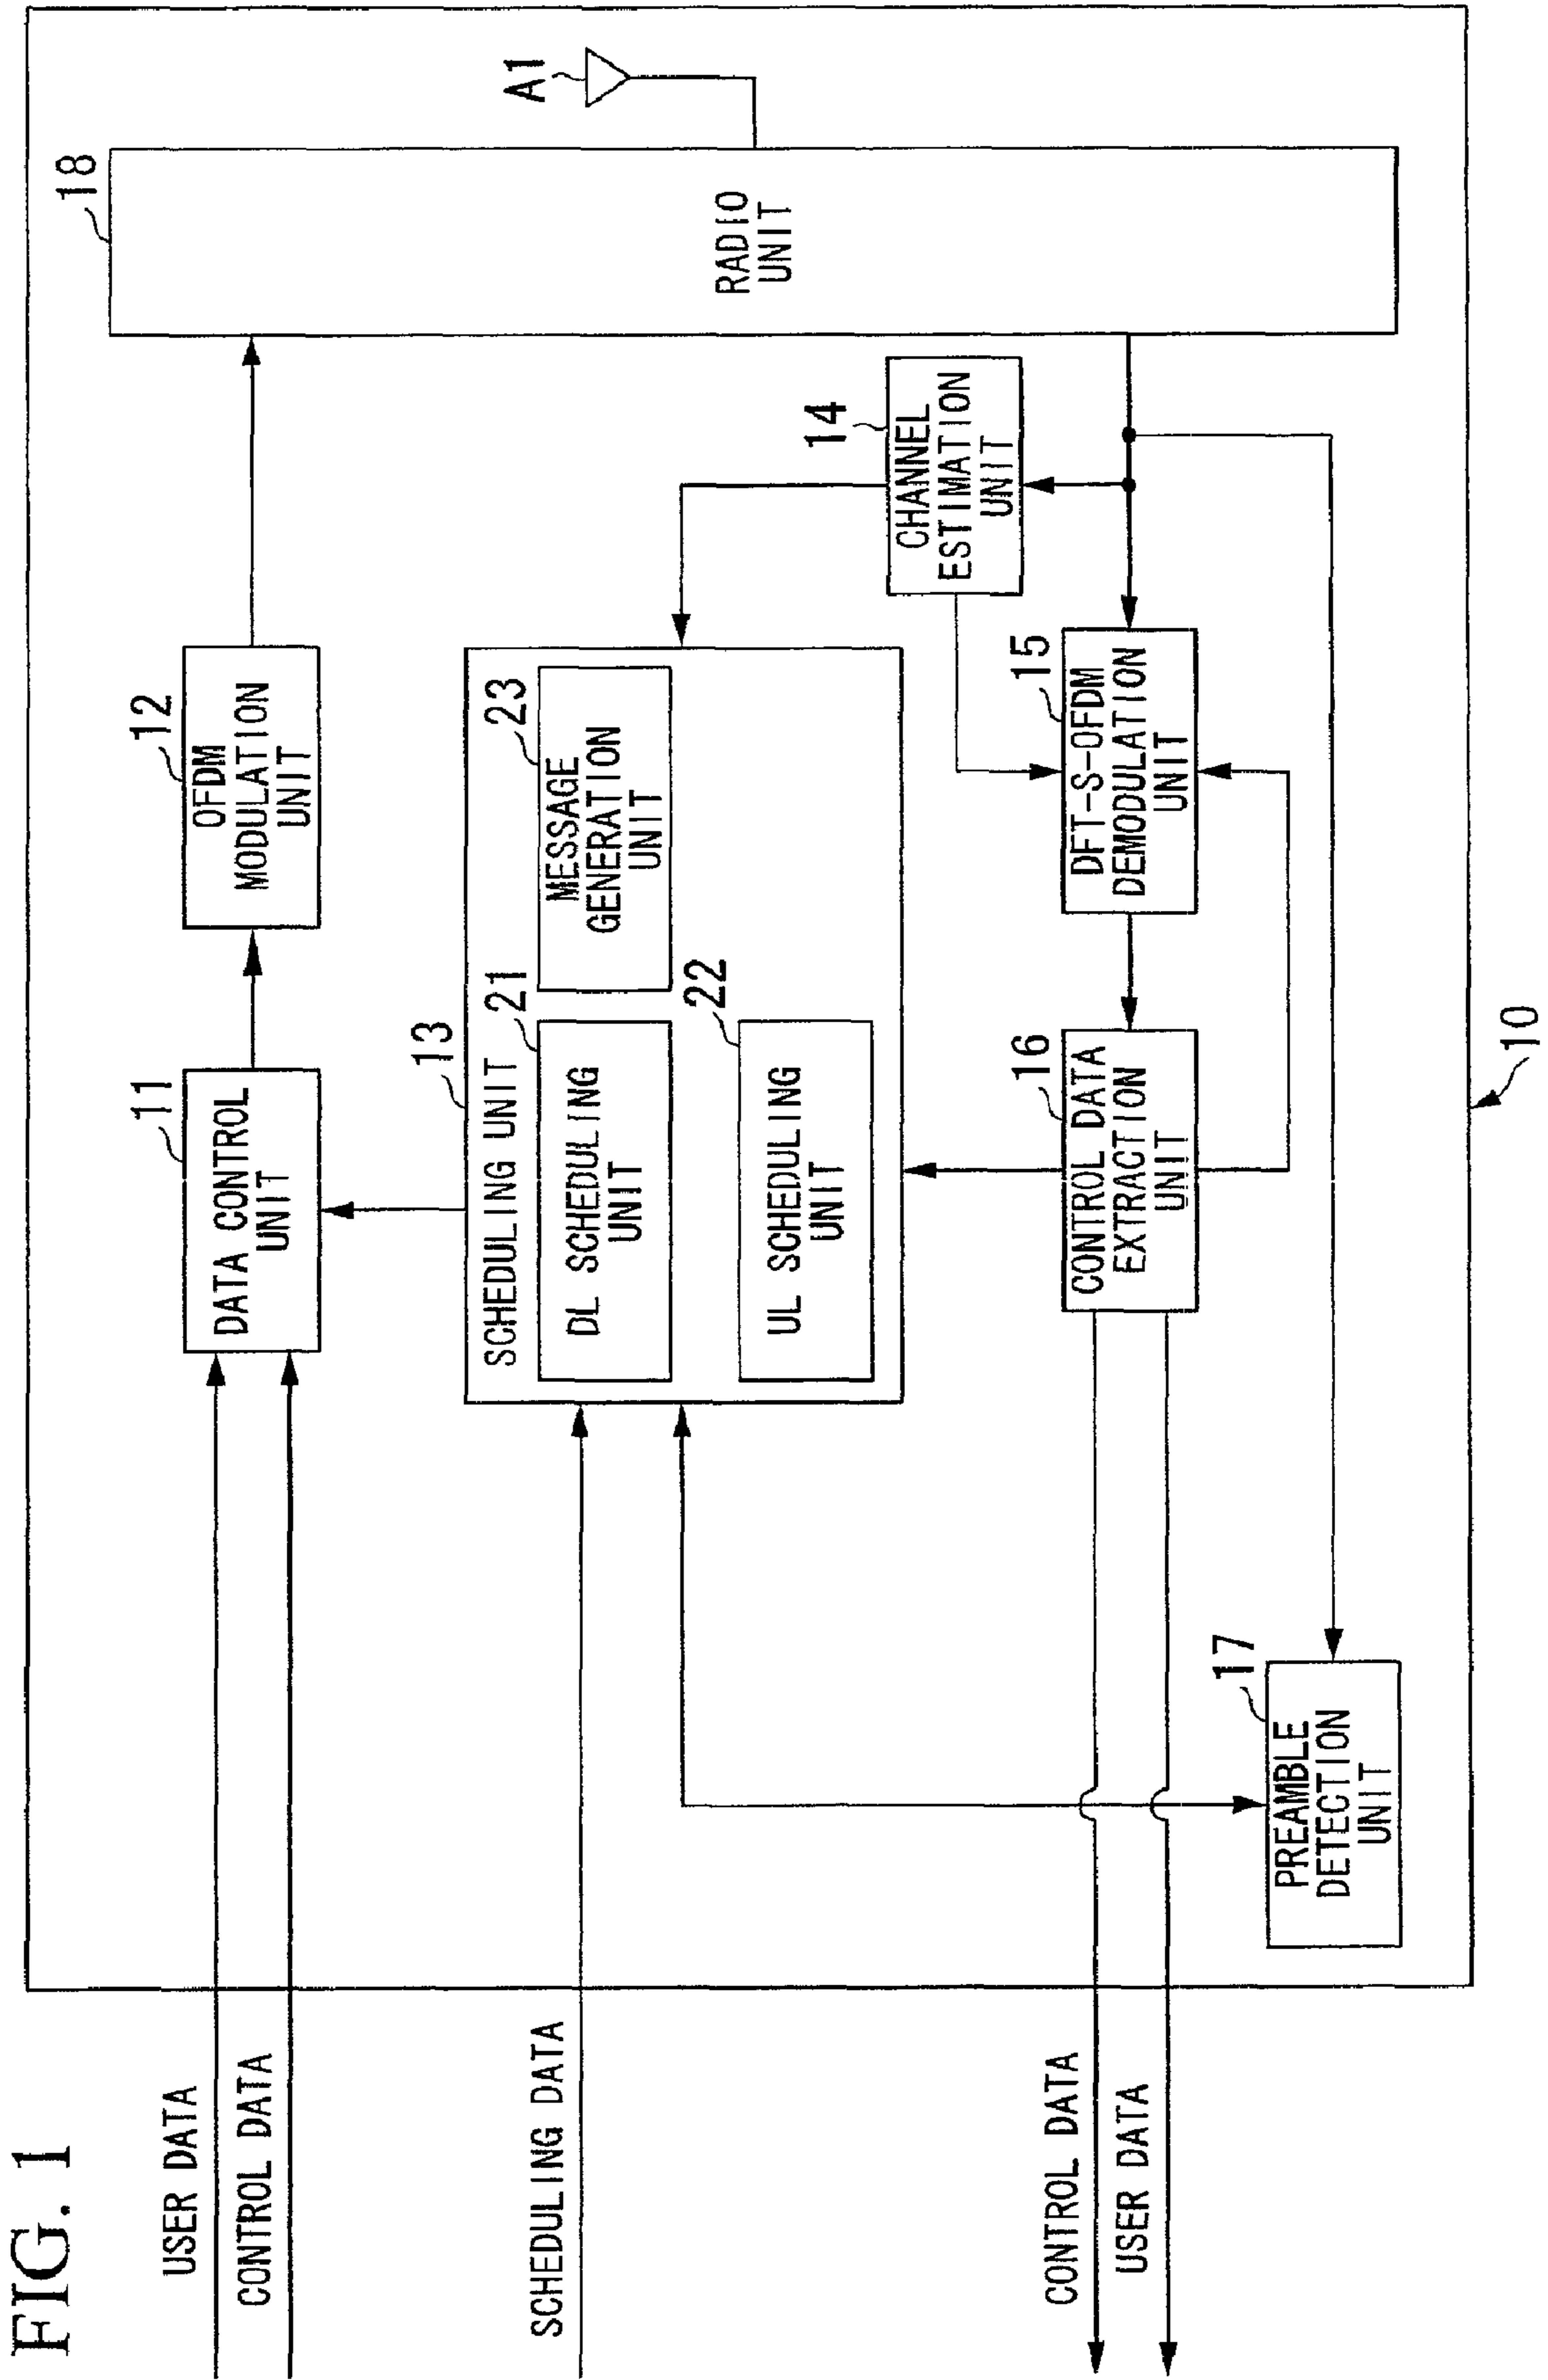 FIG. 1
USER DATA
CONTROL DATA
SCHEDULING DATA
CONTROL DATA
USER DATA
11
DATA CONTROL
UNIT
12
OFDM
MODULATION
UNIT
18
RADIO
UNIT
A1
13
SCHEDULING UNIT
21
DL SCHEDULING
UNIT
23
MESSAGE
GENERATION
UNIT
22
UL SCHEDULING
UNIT
14
CHANNEL
ESTIMATION
UNIT
15
DFT-S-OFDM
DEMODULATION
UNIT
16
CONTROL DATA
EXTRACTION
UNIT
17
PREAMBLE
DETECTION
UNIT
10